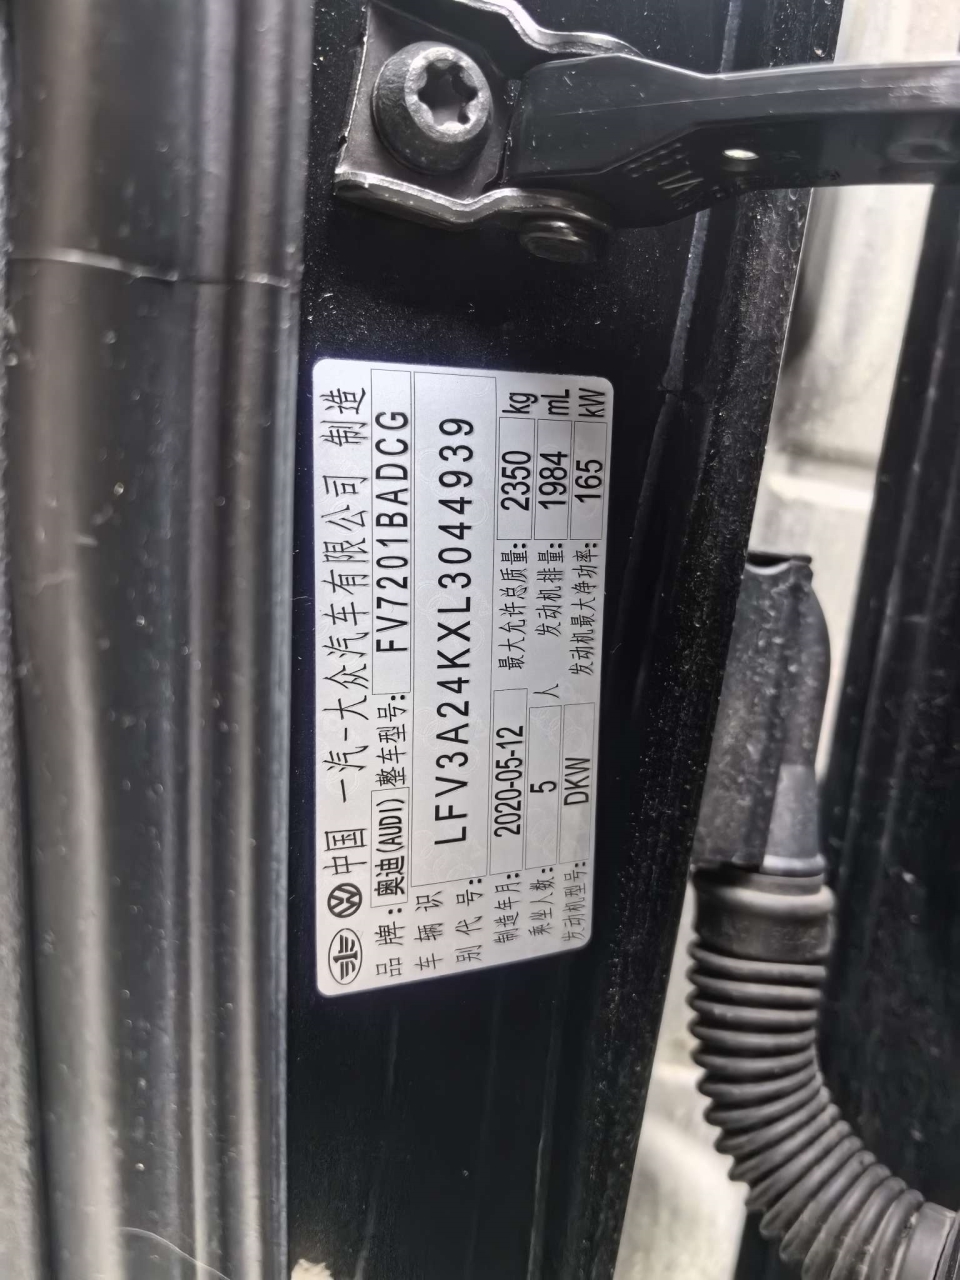 中国 一汽-大众汽车有限公司 制造
品牌: 奥迪(AUDI) 整车型号: FV7201BADCG
车辆识别代号: LFV3A24KXL3044939
制造年月: 2020-05-12 最大允许总质量: 2350 kg
乘坐人数: 5 人 发动机排量: 1984 mL
发动机型号: DKW 发动机最大净功率: 165 kW